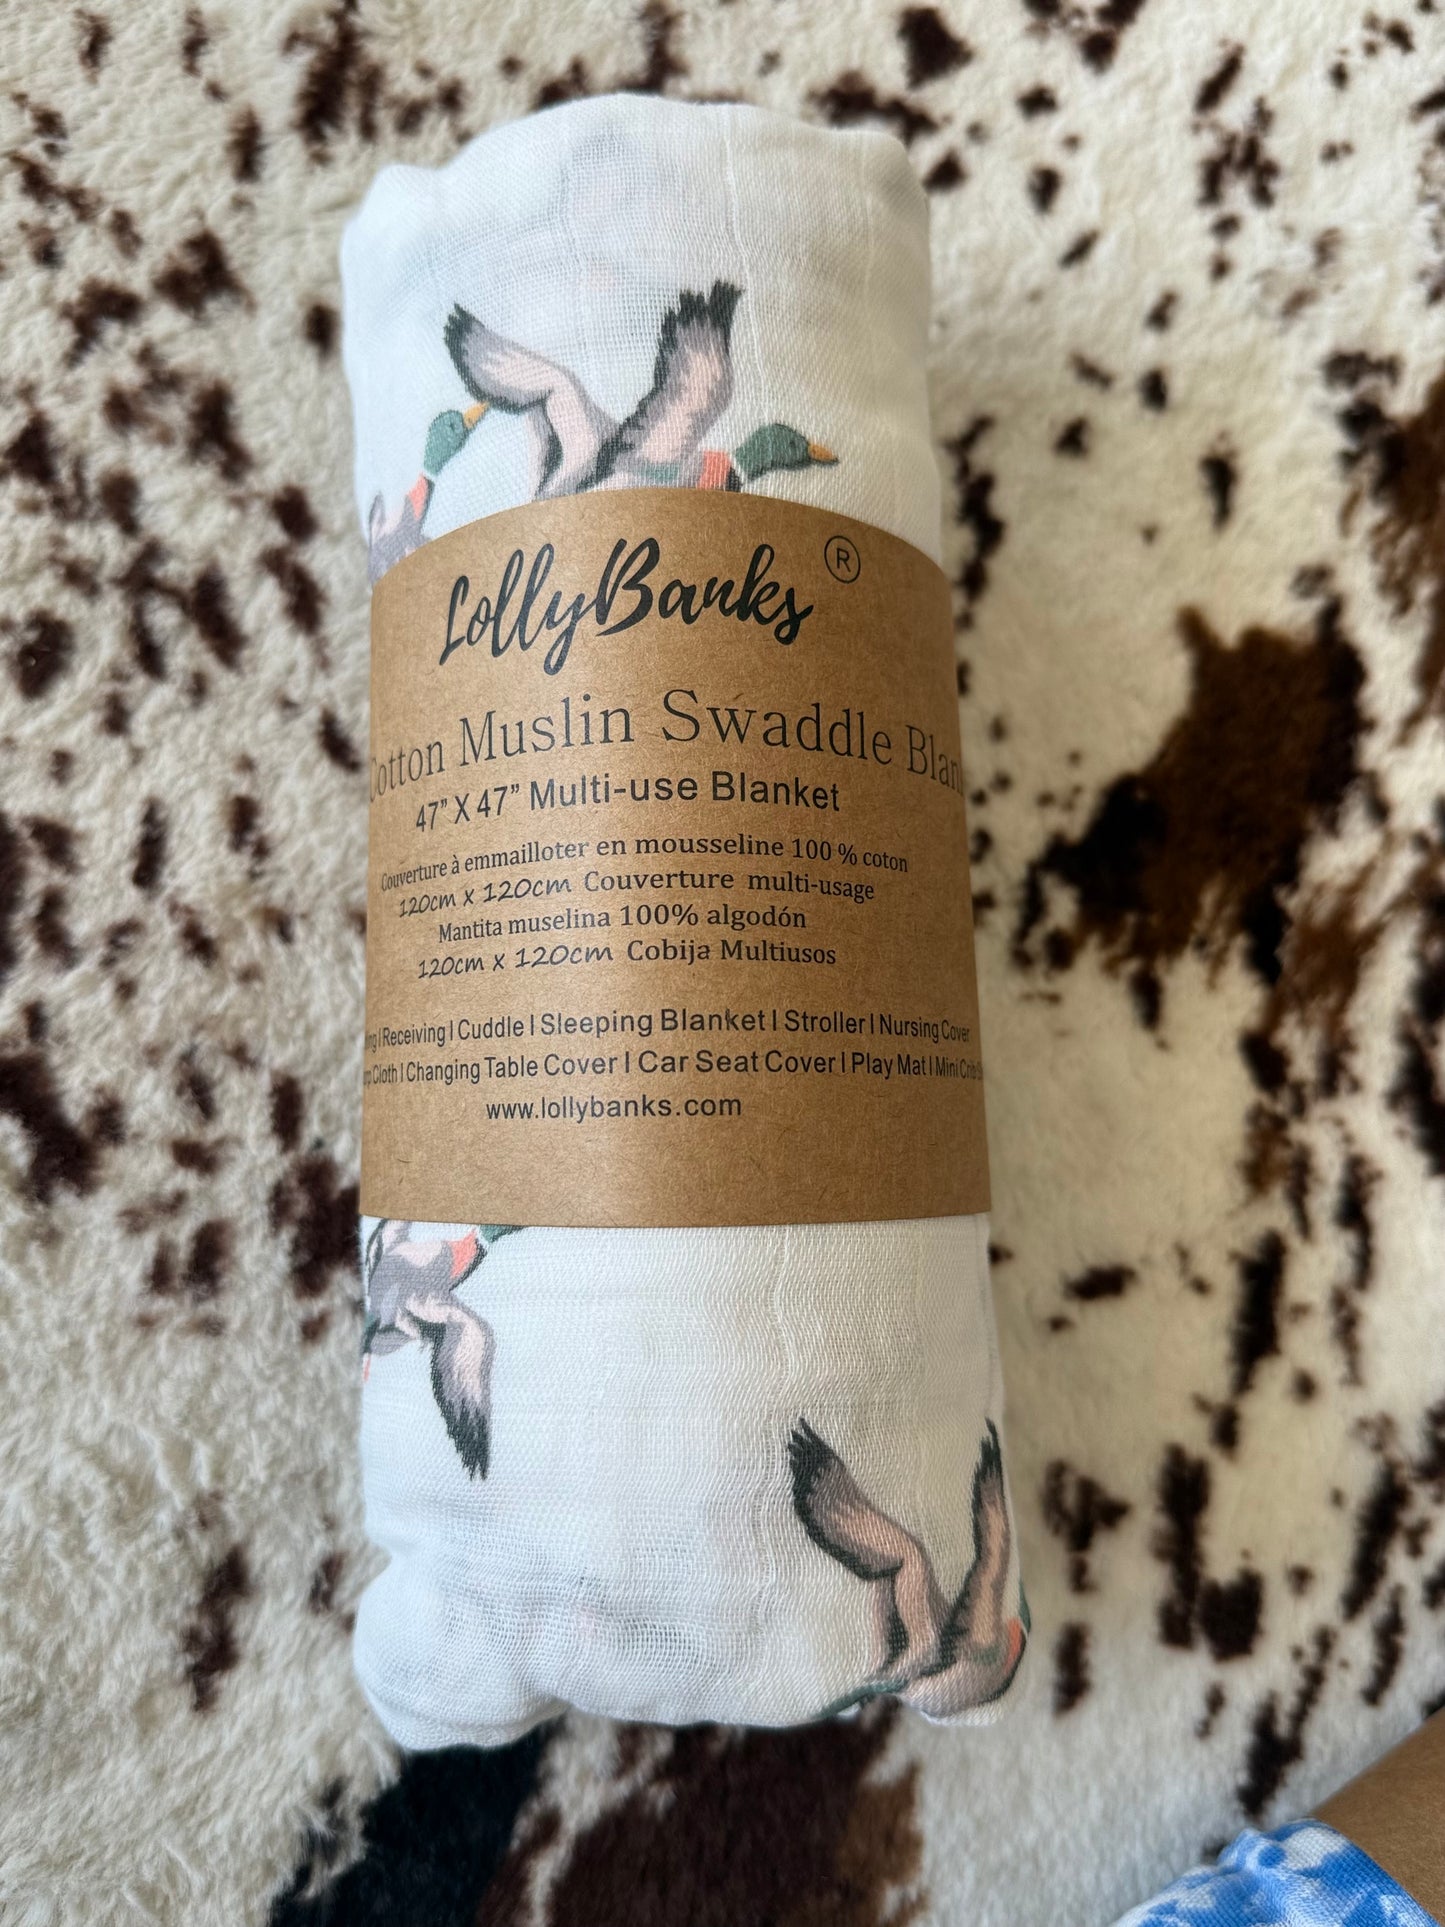 LollyBanks ®
Cotton Muslin Swaddle
47” X 47” Multi-use Blanket
Couverture à emmailloter en mousseline 100 % coton
120cm x 120cm Couverture multi-usage
Mantita muselina 100% algodón
120cm x 120cm Cobija Multiusos
I Receiving I Cuddle I Sleeping Blanket I Stroller I Nursing Cover
Cloth I Changing Table Cover I Car Seat Cover I Play Mat I Mini Crib
www.lollybanks.com